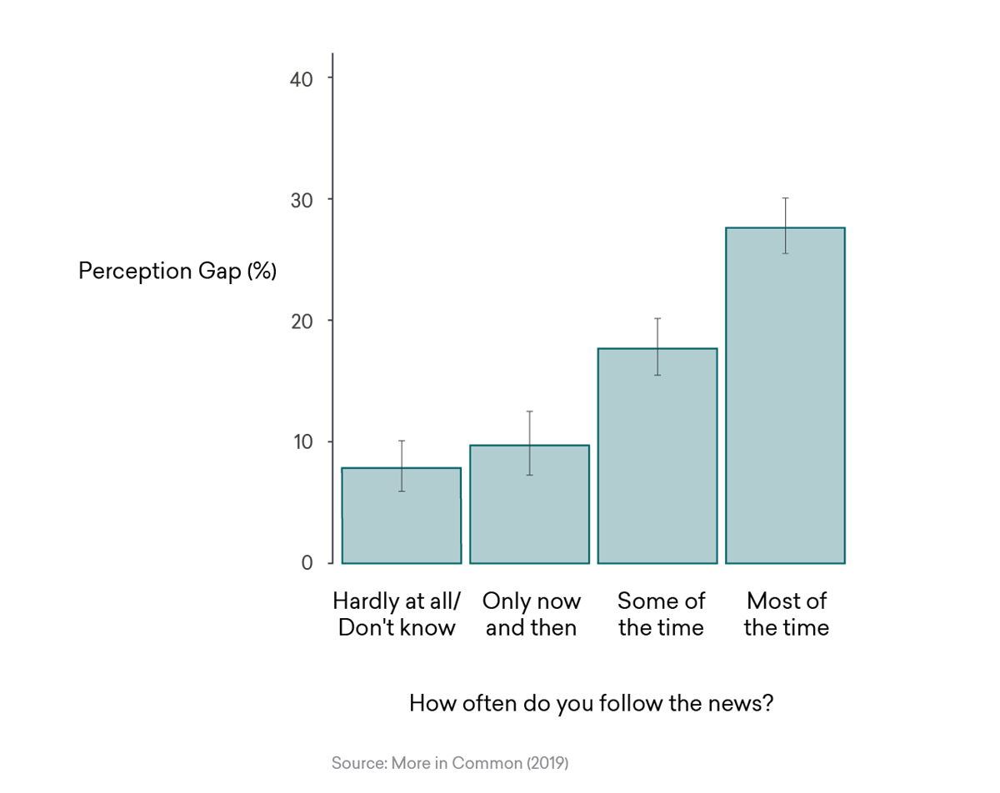 40
30
Perception Gap (%)
20
10
0
Hardly at all/
Don't know
Only now
and then
Some of
the time
Most of
the time
How often do you follow the news?
Source: More in Common (2019)